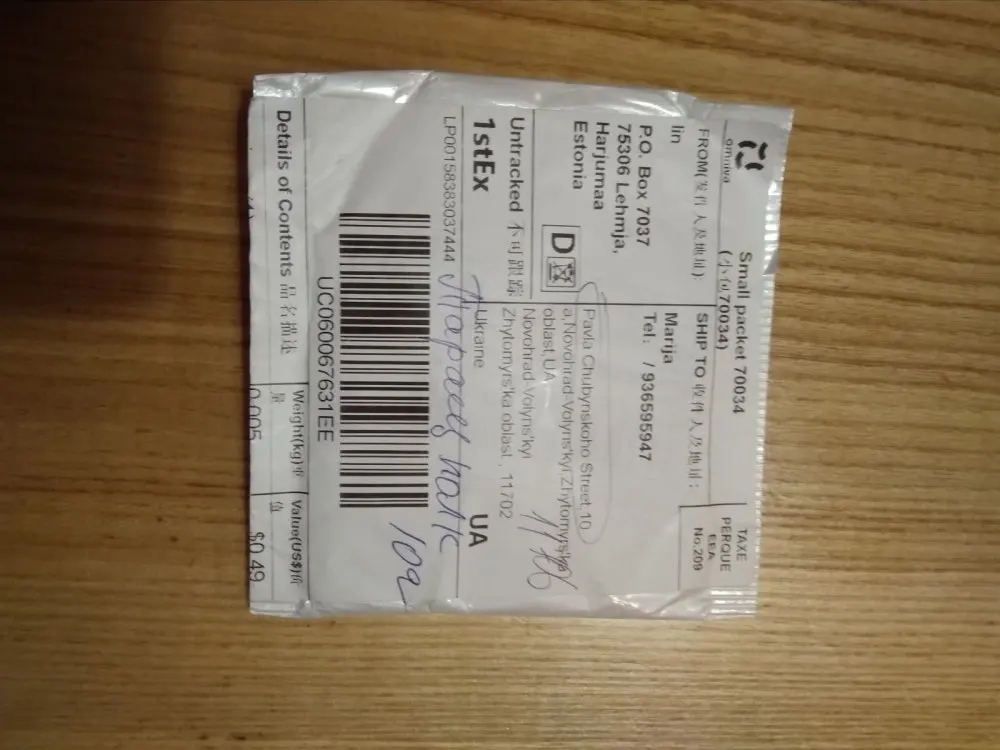 omniva
Small packet 70034
(小包70034)
TAXE
PERQUE
EEA
No.209
FROM(发件人及地址):
lin
P.O. Box 7037
75306 Lehmja,
Harjumaa
Estonia
D
SHIP TO 收件人及地址:
Marija
Tel: / 936595947
Pavla Chubynskoho Street,10
a,Novohrad-Volyns'kyi,Zhytomyrs'ka
oblast,UA
Novohrad-Volyns'kyi
Zhytomyrs'ka oblast , 11702
Ukraine
Untracked 不可跟踪
1stEx
UA
LP00158383037444
10a
UC060067631EE
Details of Contents 品名描述
Weight(kg)重
量
Value(US$)价
值
0.005
$0.49